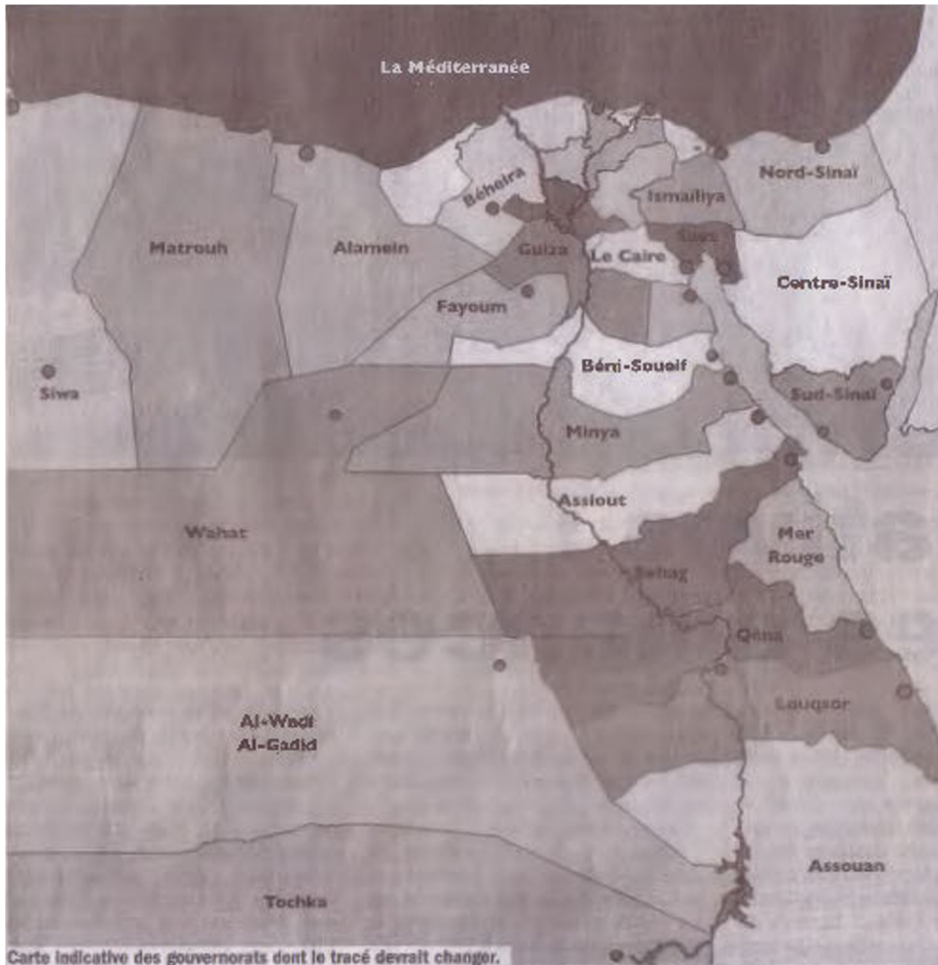 La Méditerranée
Nord-Sinaï
Béheira
Ismailiya
Suez
Matrouh
Alamein
Guiza
Le Caire
Centre-Sinaï
Fayoum
Béni-Soueif
Siwa
Sud-Sinaï
Minya
Assiout
Wahat
Mer
Rouge
Sohag
Qéna
Louqsor
Al-Wadi
Al-Gadid
Assouan
Tochka
Carte indicative des gouvernorats dont le tracé devrait changer.